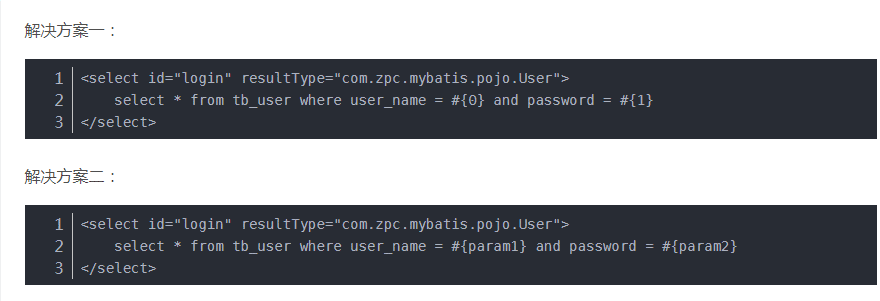 解决方案一：
1 <select id="login" resultType="com.zpc.mybatis.pojo.User">
2     select * from tb_user where user_name = #{0} and password = #{1}
3 </select>
解决方案二：
1 <select id="login" resultType="com.zpc.mybatis.pojo.User">
2     select * from tb_user where user_name = #{param1} and password = #{param2}
3 </select>